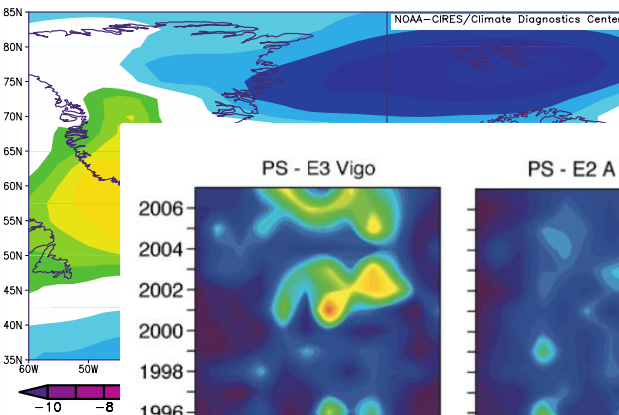 85N
NOAA-CIRES/Climate Diagnostics Cente
80N
75N
70N
65N
60N
55N
50N
45N
40N
35N
60W 50W
-10 -8
PS - E3 Vigo
2006
2004
2002
2000
1998
1996
PS - E2 A